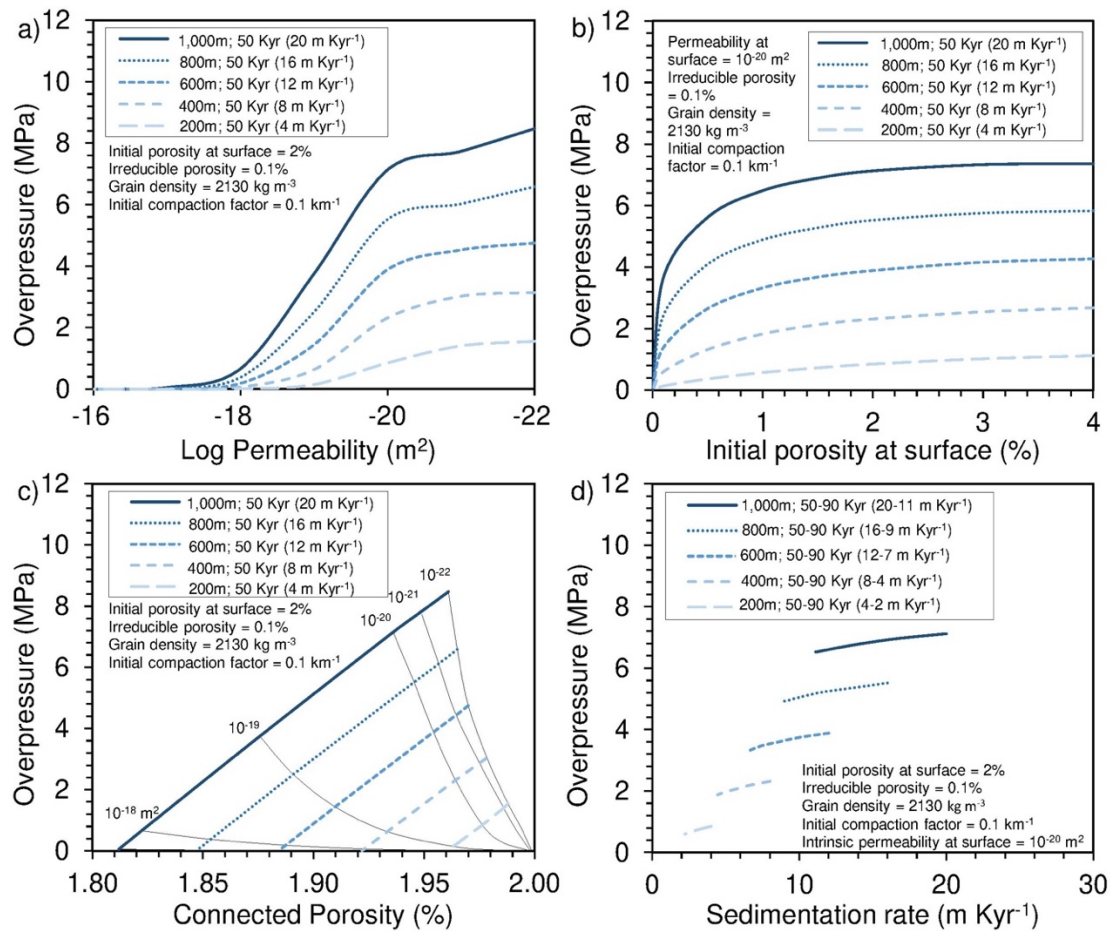 a)
12
10
8
6
4
2
0
Overpressure (MPa)
1,000m; 50 Kyr (20 m Kyr⁻¹)
800m; 50 Kyr (16 m Kyr⁻¹)
600m; 50 Kyr (12 m Kyr⁻¹)
400m; 50 Kyr (8 m Kyr⁻¹)
200m; 50 Kyr (4 m Kyr⁻¹)
Initial porosity at surface = 2%
Irreducible porosity = 0.1%
Grain density = 2130 kg m⁻³
Initial compaction factor = 0.1 km⁻¹
-16 -18 -20 -22
Log Permeability (m²)
b)
12
10
8
6
4
2
0
Overpressure (MPa)
Permeability at
surface = 10⁻²⁰ m²
Irreducible porosity
= 0.1%
Grain density =
2130 kg m⁻³
Initial compaction
factor = 0.1 km⁻¹
1,000m; 50 Kyr (20 m Kyr⁻¹)
800m; 50 Kyr (16 m Kyr⁻¹)
600m; 50 Kyr (12 m Kyr⁻¹)
400m; 50 Kyr (8 m Kyr⁻¹)
200m; 50 Kyr (4 m Kyr⁻¹)
0 1 2 3 4
Initial porosity at surface (%)
c)
12
10
8
6
4
2
0
Overpressure (MPa)
1,000m; 50 Kyr (20 m Kyr⁻¹)
800m; 50 Kyr (16 m Kyr⁻¹)
600m; 50 Kyr (12 m Kyr⁻¹)
400m; 50 Kyr (8 m Kyr⁻¹)
200m; 50 Kyr (4 m Kyr⁻¹)
Initial porosity at surface = 2%
Irreducible porosity = 0.1%
Grain density = 2130 kg m⁻³
Initial compaction factor = 0.1 km⁻¹
10⁻²²
10⁻²¹
10⁻²⁰
10⁻¹⁹
10⁻¹⁸ m²
1.80 1.85 1.90 1.95 2.00
Connected Porosity (%)
d)
12
10
8
6
4
2
0
Overpressure (MPa)
1,000m; 50-90 Kyr (20-11 m Kyr⁻¹)
800m; 50-90 Kyr (16-9 m Kyr⁻¹)
600m; 50-90 Kyr (12-7 m Kyr⁻¹)
400m; 50-90 Kyr (8-4 m Kyr⁻¹)
200m; 50-90 Kyr (4-2 m Kyr⁻¹)
Initial porosity at surface = 2%
Irreducible porosity = 0.1%
Grain density = 2130 kg m⁻³
Initial compaction factor = 0.1 km⁻¹
Intrinsic permeability at surface = 10⁻²⁰ m²
0 10 20 30
Sedimentation rate (m Kyr⁻¹)